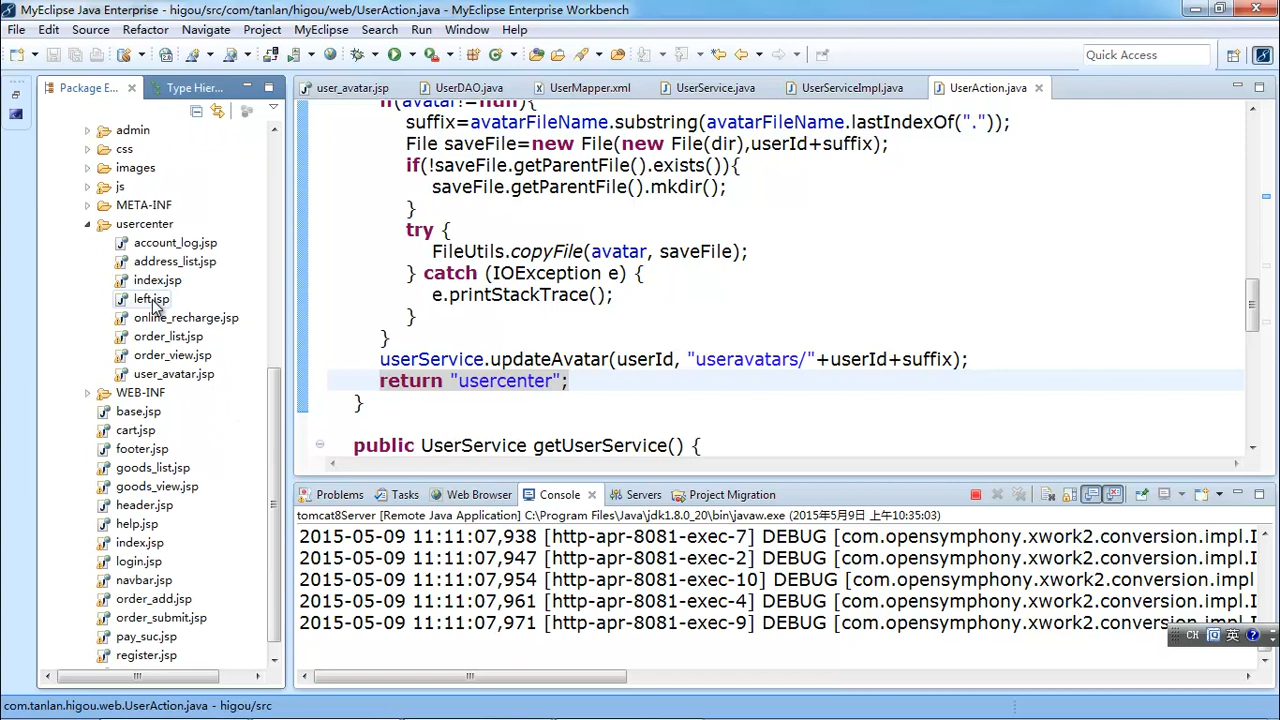 MyEclipse Java Enterprise - higou/src/com/tanlan/higou/web/UserAction.java - MyEclipse Enterprise Workbench
File Edit Source Refactor Navigate Project MyEclipse Search Run Window Help
Quick Access
Package E... Type Hier...
user_avatar.jsp UserDAO.java UserMapper.xml UserService.java UserServiceImpl.java UserAction.java
admin
css
images
js
META-INF
usercenter
account_log.jsp
address_list.jsp
index.jsp
left.jsp
online_recharge.jsp
order_list.jsp
order_view.jsp
user_avatar.jsp
WEB-INF
base.jsp
cart.jsp
footer.jsp
goods_list.jsp
goods_view.jsp
header.jsp
help.jsp
index.jsp
login.jsp
navbar.jsp
order_add.jsp
order_submit.jsp
pay_suc.jsp
register.jsp
if(avatar!=null){
suffix=avatarFileName.substring(avatarFileName.lastIndexOf("."));
File saveFile=new File(new File(dir),userId+suffix);
if(!saveFile.getParentFile().exists()){
saveFile.getParentFile().mkdir();
}
try {
FileUtils.copyFile(avatar, saveFile);
} catch (IOException e) {
e.printStackTrace();
}
}
userService.updateAvatar(userId, "useravatars/"+userId+suffix);
return "usercenter";
}
public UserService getUserService() {
Problems Tasks Web Browser Console Servers Project Migration
tomcat8Server [Remote Java Application] C:\Program Files\Java\jdk1.8.0_20\bin\javaw.exe (2015年5月9日 上午10:35:03)
2015-05-09 11:11:07,938 [http-apr-8081-exec-7] DEBUG [com.opensymphony.xwork2.conversion.impl.I
2015-05-09 11:11:07,947 [http-apr-8081-exec-2] DEBUG [com.opensymphony.xwork2.conversion.impl.I
2015-05-09 11:11:07,954 [http-apr-8081-exec-10] DEBUG [com.opensymphony.xwork2.conversion.impl
2015-05-09 11:11:07,961 [http-apr-8081-exec-4] DEBUG [com.opensymphony.xwork2.conversion.impl.I
2015-05-09 11:11:07,971 [http-apr-8081-exec-9] DEBUG [com.opensymphony.xwork2.conversion.impl.I
CH 英
com.tanlan.higou.web.UserAction.java - higou/src